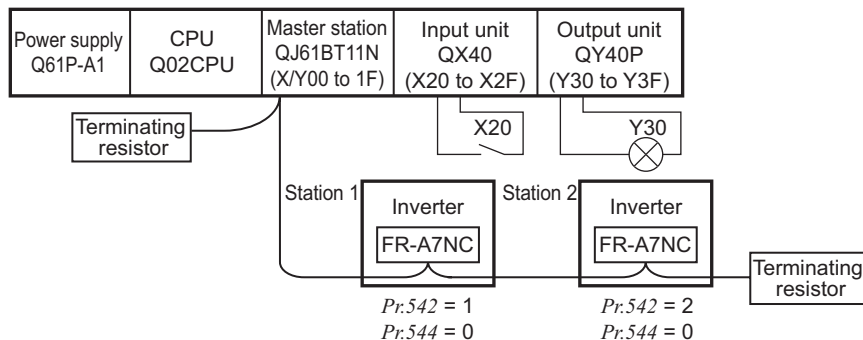 Power supply
Q61P-A1
CPU
Q02CPU
Master station
QJ61BT11N
(X/Y00 to 1F)
Input unit
QX40
(X20 to X2F)
Output unit
QY40P
(Y30 to Y3F)
Terminating
resistor
X20
Y30
Station 1
Inverter
FR-A7NC
Station 2
Inverter
FR-A7NC
Terminating
resistor
Pr.542 = 1
Pr.544 = 0
Pr.542 = 2
Pr.544 = 0